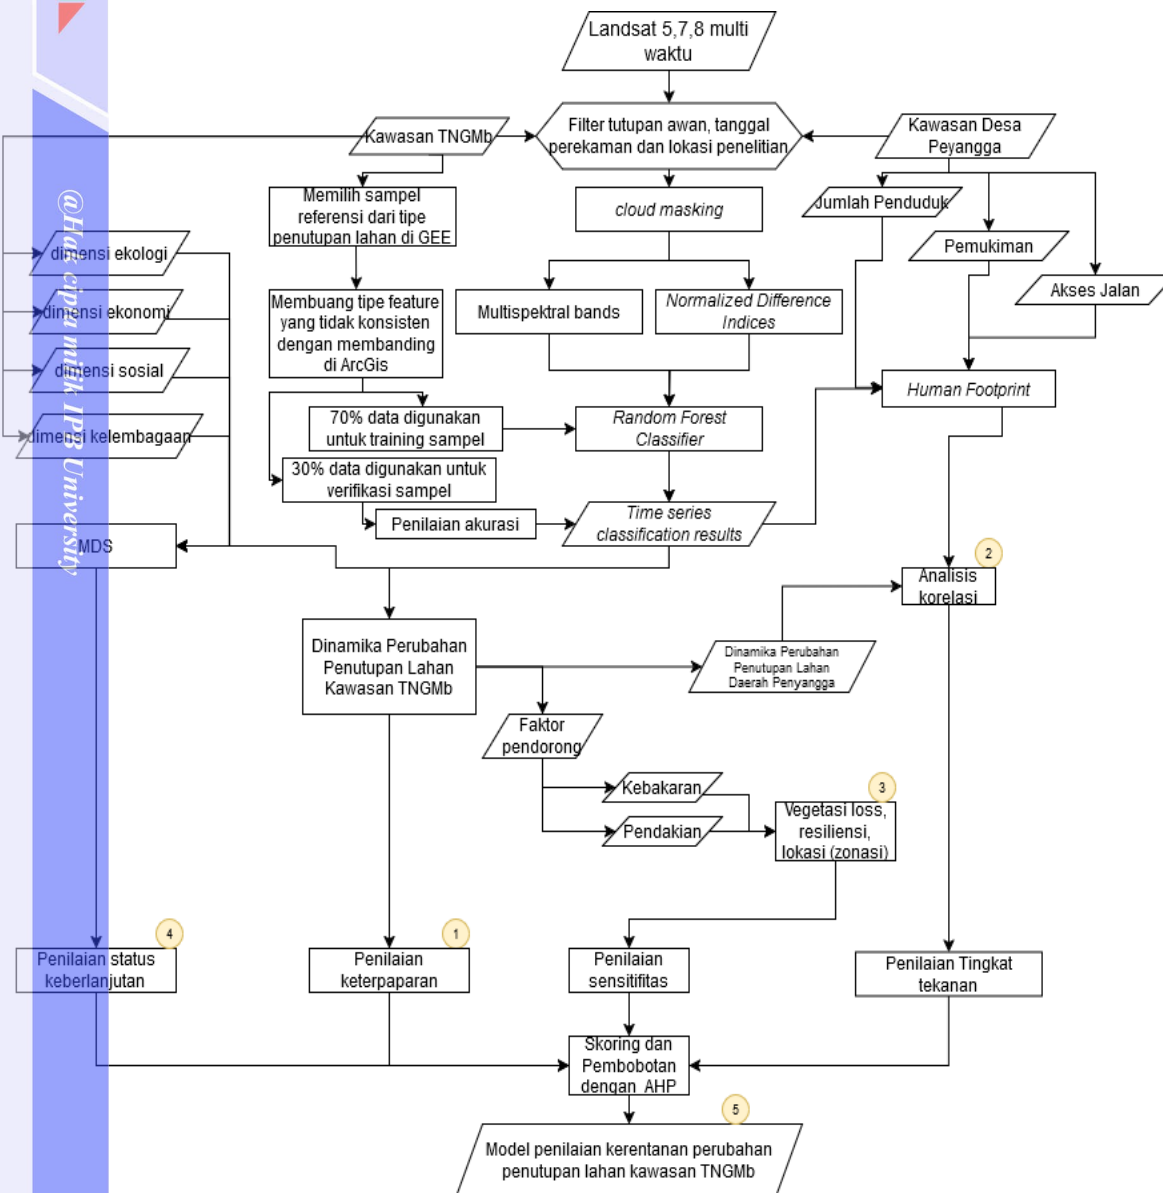 Landsat 5,7,8 multi
waktu
Kawasan TNGMb
Filter tutupan awan, tanggal
perekaman dan lokasi penelitian
Kawasan Desa
Peyangga
Memilih sampel
referensi dari tipe
penutupan lahan di GEE
cloud masking
Jumlah Penduduk
Pemukiman
Akses Jalan
dimensi ekologi
dimensi ekonomi
dimensi sosial
dimensi kelembagaan
Membuang tipe feature
yang tidak konsisten
dengan membanding
di ArcGis
Multispektral bands
Normalized Difference
Indices
Human Footprint
70% data digunakan
untuk training sampel
Random Forest
Classifier
30% data digunakan untuk
verifikasi sampel
Penilaian akurasi
Time series
classification results
MDS
2
Analisis
korelasi
Dinamika Perubahan
Penutupan Lahan
Kawasan TNGMb
Dinamika Perubahan
Penutupan Lahan
Daerah Penyangga
Faktor
pendorong
Kebakaran
Pendakian
3
Vegetasi loss,
resiliensi,
lokasi (zonasi)
4
Penilaian status
keberlanjutan
1
Penilaian
keterpaparan
Penilaian
sensitifitas
Penilaian Tingkat
tekanan
Skoring dan
Pembobotan
dengan AHP
5
Model penilaian kerentanan perubahan
penutupan lahan kawasan TNGMb
@Hak cipta milik IPB University